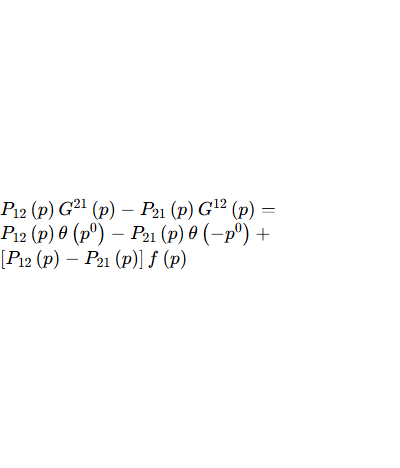 P₁₂ (p) G²¹ (p) − P₂₁ (p) G¹² (p) =
P₁₂ (p) θ (p⁰) − P₂₁ (p) θ (−p⁰) +
[P₁₂ (p) − P₂₁ (p)] f (p)